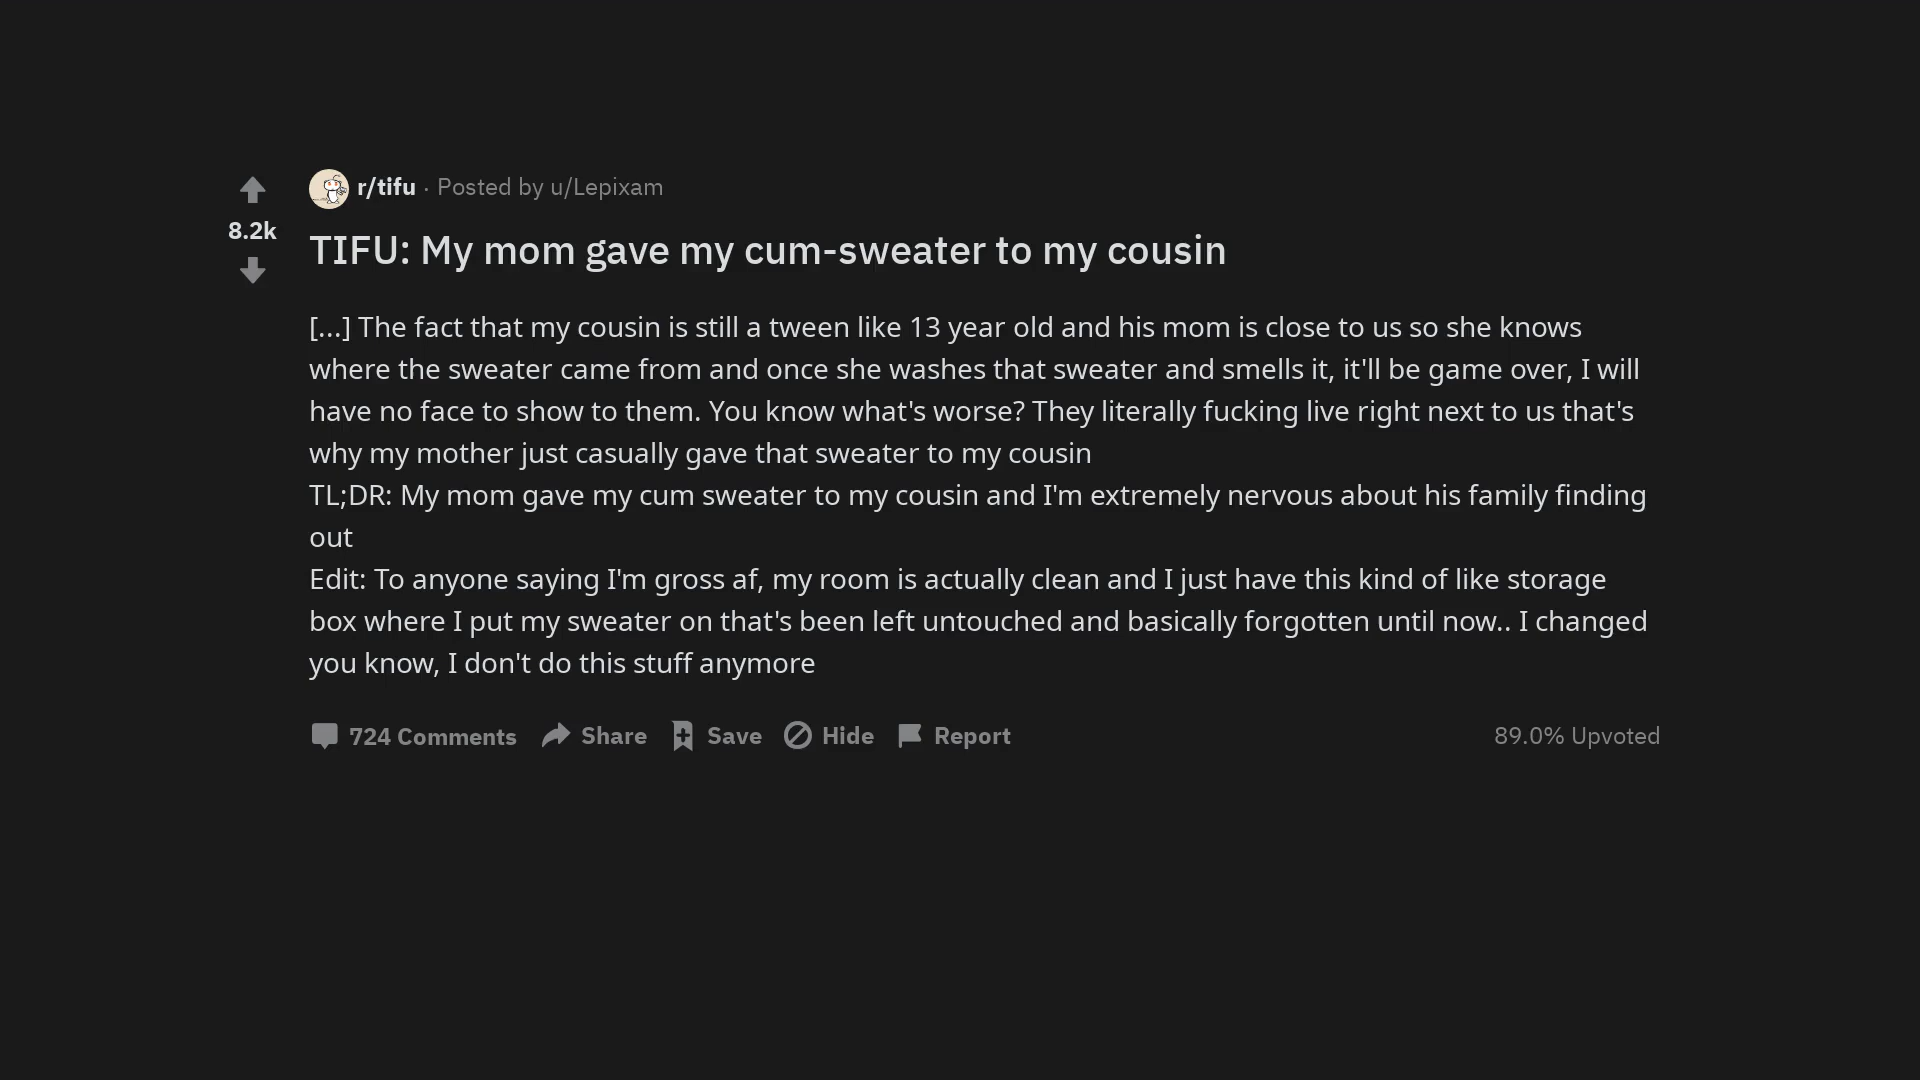 r/tifu · Posted by u/Lepixam
8.2k
TIFU: My mom gave my cum-sweater to my cousin
[...] The fact that my cousin is still a tween like 13 year old and his mom is close to us so she knows
where the sweater came from and once she washes that sweater and smells it, it'll be game over, I will
have no face to show to them. You know what's worse? They literally fucking live right next to us that's
why my mother just casually gave that sweater to my cousin
TL;DR: My mom gave my cum sweater to my cousin and I'm extremely nervous about his family finding
out
Edit: To anyone saying I'm gross af, my room is actually clean and I just have this kind of like storage
box where I put my sweater on that's been left untouched and basically forgotten until now.. I changed
you know, I don't do this stuff anymore
724 Comments Share Save Hide Report 89.0% Upvoted